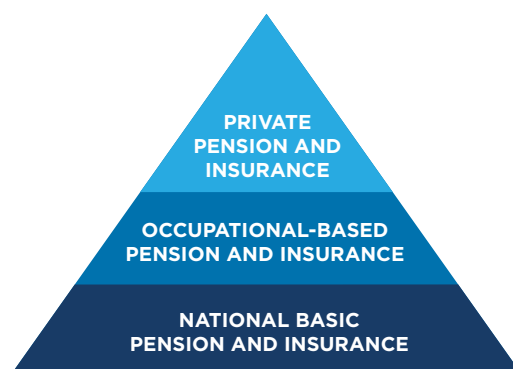 PRIVATE
PENSION AND
INSURANCE
OCCUPATIONAL-BASED
PENSION AND INSURANCE
NATIONAL BASIC
PENSION AND INSURANCE